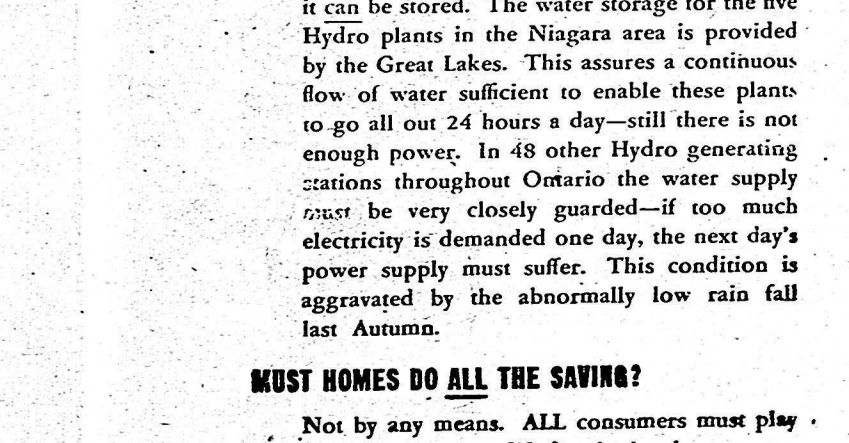 it can be stored. The water storage for the five
Hydro plants in the Niagara area is provided
by the Great Lakes. This assures a continuous
flow of water sufficient to enable these plants
to go all out 24 hours a day—still there is not
enough power. In 48 other Hydro generating
stations throughout Ontario the water supply
must be very closely guarded—if too much
electricity is demanded one day, the next day's
power supply must suffer. This condition is
aggravated by the abnormally low rain fall
last Autumn.
MUST HOMES DO ALL THE SAVING?
Not by any means. ALL consumers must play